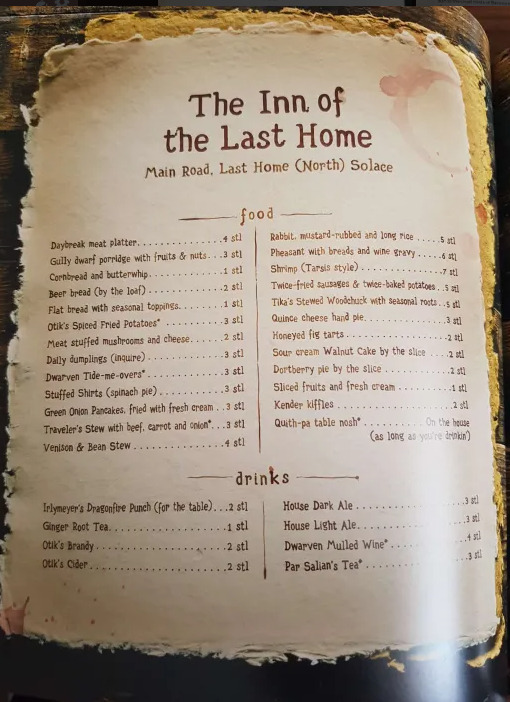 The Inn of
the Last Home
Main Road, Last Home (North) Solace
food
Daybreak meat platter. . . . . . . . . . . . . . . .4 stl
Gully dwarf porridge with fruits & nuts. . .3 stl
Cornbread and butterwhip. . . . . . . . . . . . . .1 stl
Beer bread (by the loaf) . . . . . . . . . . . . . . .2 stl
Flat bread with seasonal toppings. . . . . . . . .1 stl
Otik's Spiced Fried Potatoes* . . . . . . . . . . . .3 stl
Meat stuffed mushrooms and cheese. . . . . . .2 stl
Daily dumplings (inquire) . . . . . . . . . . . . . .3 stl
Dwarven Tide-me-overs* . . . . . . . . . . . . . . .3 stl
Stuffed Shirts (spinach pie) . . . . . . . . . . . . .3 stl
Green Onion Pancakes, fried with fresh cream . .3 stl
Traveler's Stew with beef, carrot and onion*. . .3 stl
Venison & Bean Stew . . . . . . . . . . . . . . . . .4 stl
Rabbit, mustard-rubbed and long rice . . . . .5 stl
Pheasant with breads and wine gravy . . . . .6 stl
Shrimp (Tarsis style) . . . . . . . . . . . . . . . .7 stl
Twice-fried sausages & twice-baked potatoes . .5 stl
Tika's Stewed Woodchuck with seasonal roots . .5 stl
Quince cheese hand pie. . . . . . . . . . . . . . .3 stl
Honeyed fig tarts . . . . . . . . . . . . . . . . . .2 stl
Sour cream Walnut Cake by the slice . . . .2 stl
Dortberry pie by the slice . . . . . . . . . . . . .2 stl
Sliced fruits and fresh cream . . . . . . . . . .1 stl
Kender kiffles . . . . . . . . . . . . . . . . . . . .2 stl
Quith-pa table nosh* . . . . . . . . . . On the house
(as long as you're drinkin')
drinks
Irlymeyer's Dragonfire Punch (for the table) . . .2 stl
Ginger Root Tea. . . . . . . . . . . . . . . . . . .1 stl
Otik's Brandy . . . . . . . . . . . . . . . . . . . .2 stl
Otik's Cider . . . . . . . . . . . . . . . . . . . . .2 stl
House Dark Ale . . . . . . . . . . . . . . . . .3 stl
House Light Ale. . . . . . . . . . . . . . . . .3 stl
Dwarven Mulled Wine* . . . . . . . . . . . .4 stl
Par Salian's Tea* . . . . . . . . . . . . . . . .3 stl